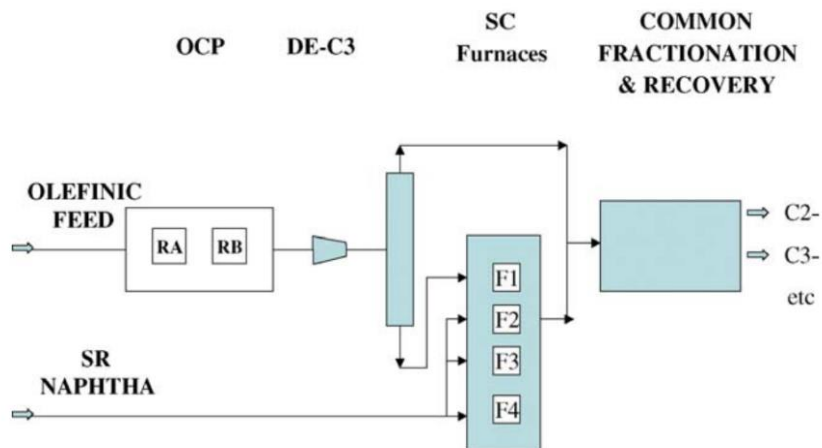 OCP
DE-C3
SC
Furnaces
COMMON
FRACTIONATION
& RECOVERY
OLEFINIC
FEED
RA
RB
F1
F2
F3
F4
C2-
C3-
etc
SR
NAPHTHA